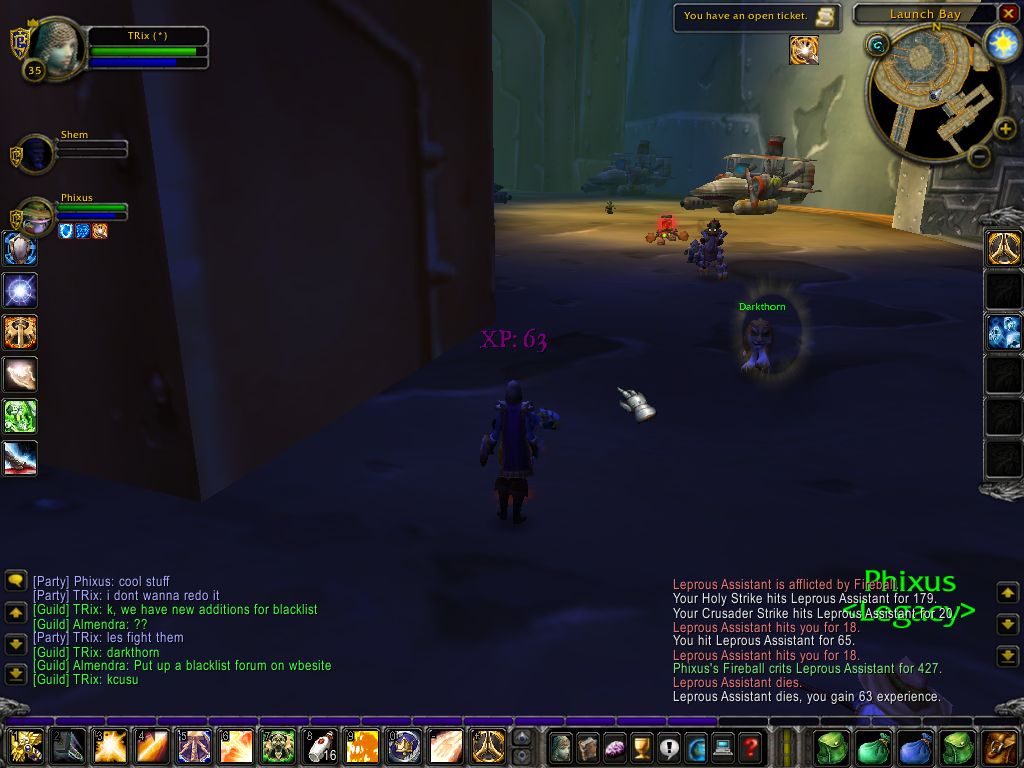 TRix (*)
35
You have an open ticket.
Launch Bay
N
Shem
Phixus
Darkthorn
XP: 63
[Party] Phixus: cool stuff
[Party] TRix: i dont wanna redo it
[Guild] TRix: k, we have new additions for blacklist
[Guild] Almendra: ??
[Party] TRix: les fight them
[Guild] TRix: darkthorn
[Guild] Almendra: Put up a blacklist forum on wbesite
[Guild] TRix: kcusu
Phixus
<Legacy>
Leprous Assistant is afflicted by Fireball.
Your Holy Strike hits Leprous Assistant for 179.
Your Crusader Strike hits Leprous Assistant for 20
Leprous Assistant hits you for 18.
You hit Leprous Assistant for 65.
Leprous Assistant hits you for 18.
Phixus's Fireball crits Leprous Assistant for 427.
Leprous Assistant dies.
Leprous Assistant dies, you gain 63 experience.
16